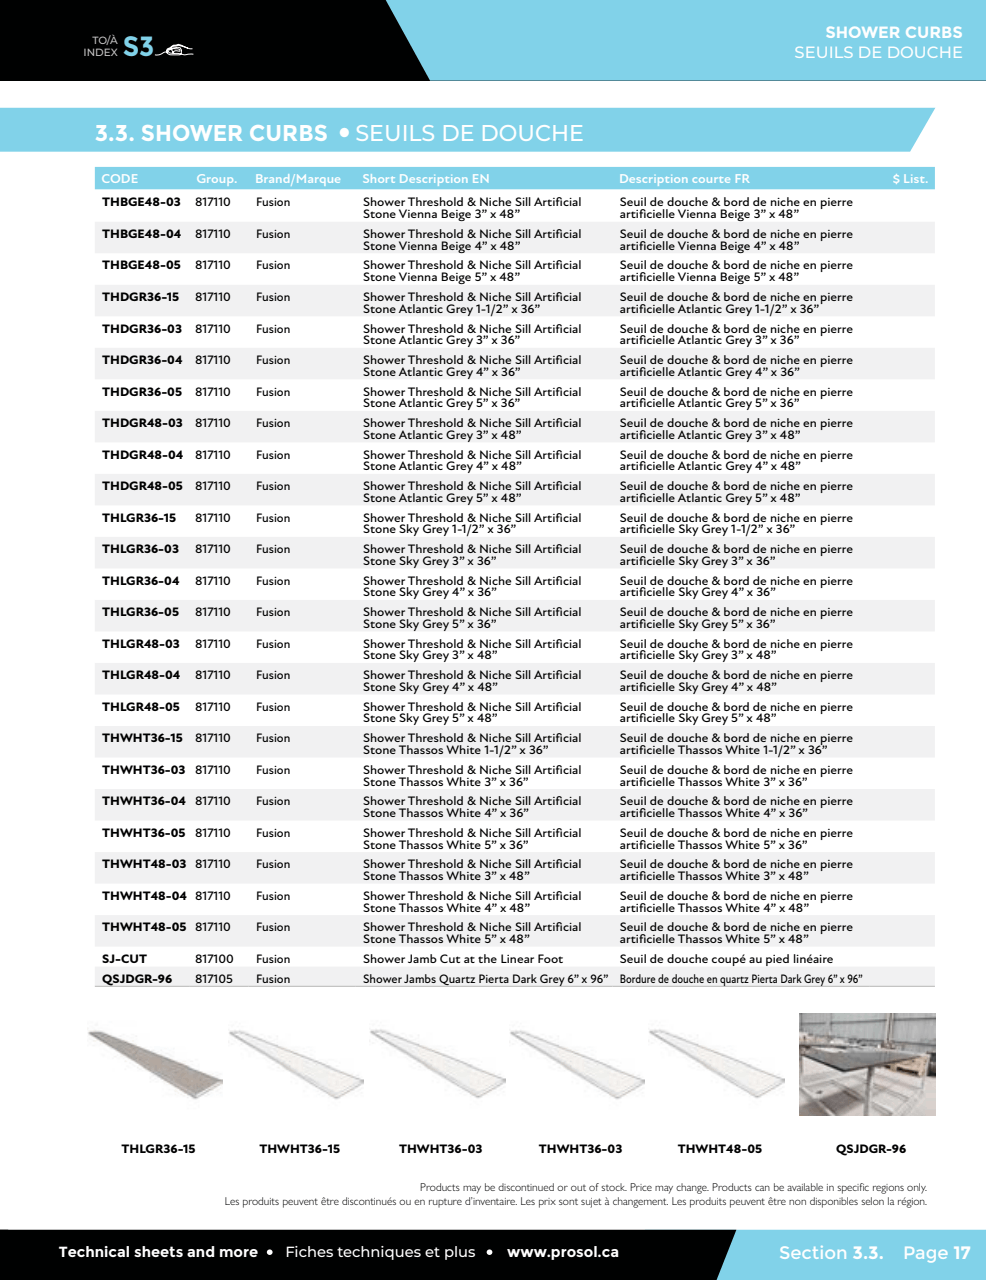 TO/À
INDEX S3
SHOWER CURBS
SEUILS DE DOUCHE
3.3. SHOWER CURBS • SEUILS DE DOUCHE
CODE Group. Brand/Marque Short Description EN Description courte FR $ List.
THBGE48-03 817110 Fusion Shower Threshold & Niche Sill Artificial Seuil de douche & bord de niche en pierre
Stone Vienna Beige 3” x 48” artificielle Vienna Beige 3” x 48”
THBGE48-04 817110 Fusion Shower Threshold & Niche Sill Artificial Seuil de douche & bord de niche en pierre
Stone Vienna Beige 4” x 48” artificielle Vienna Beige 4” x 48”
THBGE48-05 817110 Fusion Shower Threshold & Niche Sill Artificial Seuil de douche & bord de niche en pierre
Stone Vienna Beige 5” x 48” artificielle Vienna Beige 5” x 48”
THDGR36-15 817110 Fusion Shower Threshold & Niche Sill Artificial Seuil de douche & bord de niche en pierre
Stone Atlantic Grey 1-1/2” x 36” artificielle Atlantic Grey 1-1/2” x 36”
THDGR36-03 817110 Fusion Shower Threshold & Niche Sill Artificial Seuil de douche & bord de niche en pierre
Stone Atlantic Grey 3” x 36” artificielle Atlantic Grey 3” x 36”
THDGR36-04 817110 Fusion Shower Threshold & Niche Sill Artificial Seuil de douche & bord de niche en pierre
Stone Atlantic Grey 4” x 36” artificielle Atlantic Grey 4” x 36”
THDGR36-05 817110 Fusion Shower Threshold & Niche Sill Artificial Seuil de douche & bord de niche en pierre
Stone Atlantic Grey 5” x 36” artificielle Atlantic Grey 5” x 36”
THDGR48-03 817110 Fusion Shower Threshold & Niche Sill Artificial Seuil de douche & bord de niche en pierre
Stone Atlantic Grey 3” x 48” artificielle Atlantic Grey 3” x 48”
THDGR48-04 817110 Fusion Shower Threshold & Niche Sill Artificial Seuil de douche & bord de niche en pierre
Stone Atlantic Grey 4” x 48” artificielle Atlantic Grey 4” x 48”
THDGR48-05 817110 Fusion Shower Threshold & Niche Sill Artificial Seuil de douche & bord de niche en pierre
Stone Atlantic Grey 5” x 48” artificielle Atlantic Grey 5” x 48”
THLGR36-15 817110 Fusion Shower Threshold & Niche Sill Artificial Seuil de douche & bord de niche en pierre
Stone Sky Grey 1-1/2” x 36” artificielle Sky Grey 1-1/2” x 36”
THLGR36-03 817110 Fusion Shower Threshold & Niche Sill Artificial Seuil de douche & bord de niche en pierre
Stone Sky Grey 3” x 36” artificielle Sky Grey 3” x 36”
THLGR36-04 817110 Fusion Shower Threshold & Niche Sill Artificial Seuil de douche & bord de niche en pierre
Stone Sky Grey 4” x 36” artificielle Sky Grey 4” x 36”
THLGR36-05 817110 Fusion Shower Threshold & Niche Sill Artificial Seuil de douche & bord de niche en pierre
Stone Sky Grey 5” x 36” artificielle Sky Grey 5” x 36”
THLGR48-03 817110 Fusion Shower Threshold & Niche Sill Artificial Seuil de douche & bord de niche en pierre
Stone Sky Grey 3” x 48” artificielle Sky Grey 3” x 48”
THLGR48-04 817110 Fusion Shower Threshold & Niche Sill Artificial Seuil de douche & bord de niche en pierre
Stone Sky Grey 4” x 48” artificielle Sky Grey 4” x 48”
THLGR48-05 817110 Fusion Shower Threshold & Niche Sill Artificial Seuil de douche & bord de niche en pierre
Stone Sky Grey 5” x 48” artificielle Sky Grey 5” x 48”
THWHT36-15 817110 Fusion Shower Threshold & Niche Sill Artificial Seuil de douche & bord de niche en pierre
Stone Thassos White 1-1/2” x 36” artificielle Thassos White 1-1/2” x 36”
THWHT36-03 817110 Fusion Shower Threshold & Niche Sill Artificial Seuil de douche & bord de niche en pierre
Stone Thassos White 3” x 36” artificielle Thassos White 3” x 36”
THWHT36-04 817110 Fusion Shower Threshold & Niche Sill Artificial Seuil de douche & bord de niche en pierre
Stone Thassos White 4” x 36” artificielle Thassos White 4” x 36”
THWHT36-05 817110 Fusion Shower Threshold & Niche Sill Artificial Seuil de douche & bord de niche en pierre
Stone Thassos White 5” x 36” artificielle Thassos White 5” x 36”
THWHT48-03 817110 Fusion Shower Threshold & Niche Sill Artificial Seuil de douche & bord de niche en pierre
Stone Thassos White 3” x 48” artificielle Thassos White 3” x 48”
THWHT48-04 817110 Fusion Shower Threshold & Niche Sill Artificial Seuil de douche & bord de niche en pierre
Stone Thassos White 4” x 48” artificielle Thassos White 4” x 48”
THWHT48-05 817110 Fusion Shower Threshold & Niche Sill Artificial Seuil de douche & bord de niche en pierre
Stone Thassos White 5” x 48” artificielle Thassos White 5” x 48”
SJ-CUT 817100 Fusion Shower Jamb Cut at the Linear Foot Seuil de douche coupé au pied linéaire
QSJDGR-96 817105 Fusion Shower Jambs Quartz Pierta Dark Grey 6” x 96” Bordure de douche en quartz Pierta Dark Grey 6” x 96”
THLGR36-15 THWHT36-15 THWHT36-03 THWHT36-03 THWHT48-05 QSJDGR-96
Products may be discontinued or out of stock. Price may change. Products can be available in specific regions only.
Les produits peuvent être discontinués ou en rupture d’inventaire. Les prix sont sujet à changement. Les produits peuvent être non disponibles selon la région.
Technical sheets and more • Fiches techniques et plus • www.prosol.ca
Section 3.3. Page 17